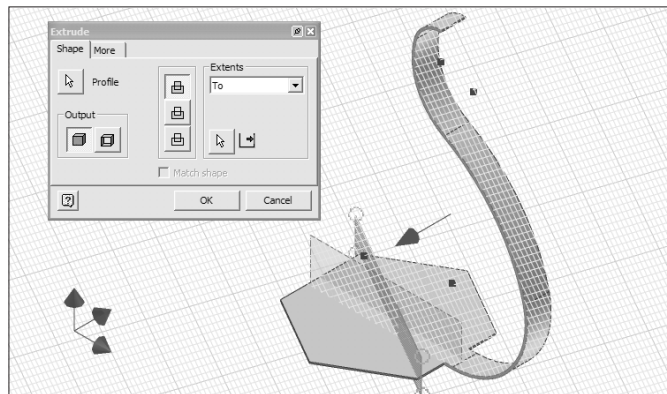 Extrude
Shape
More
Profile
Extents
To
Output
Match shape
OK
Cancel